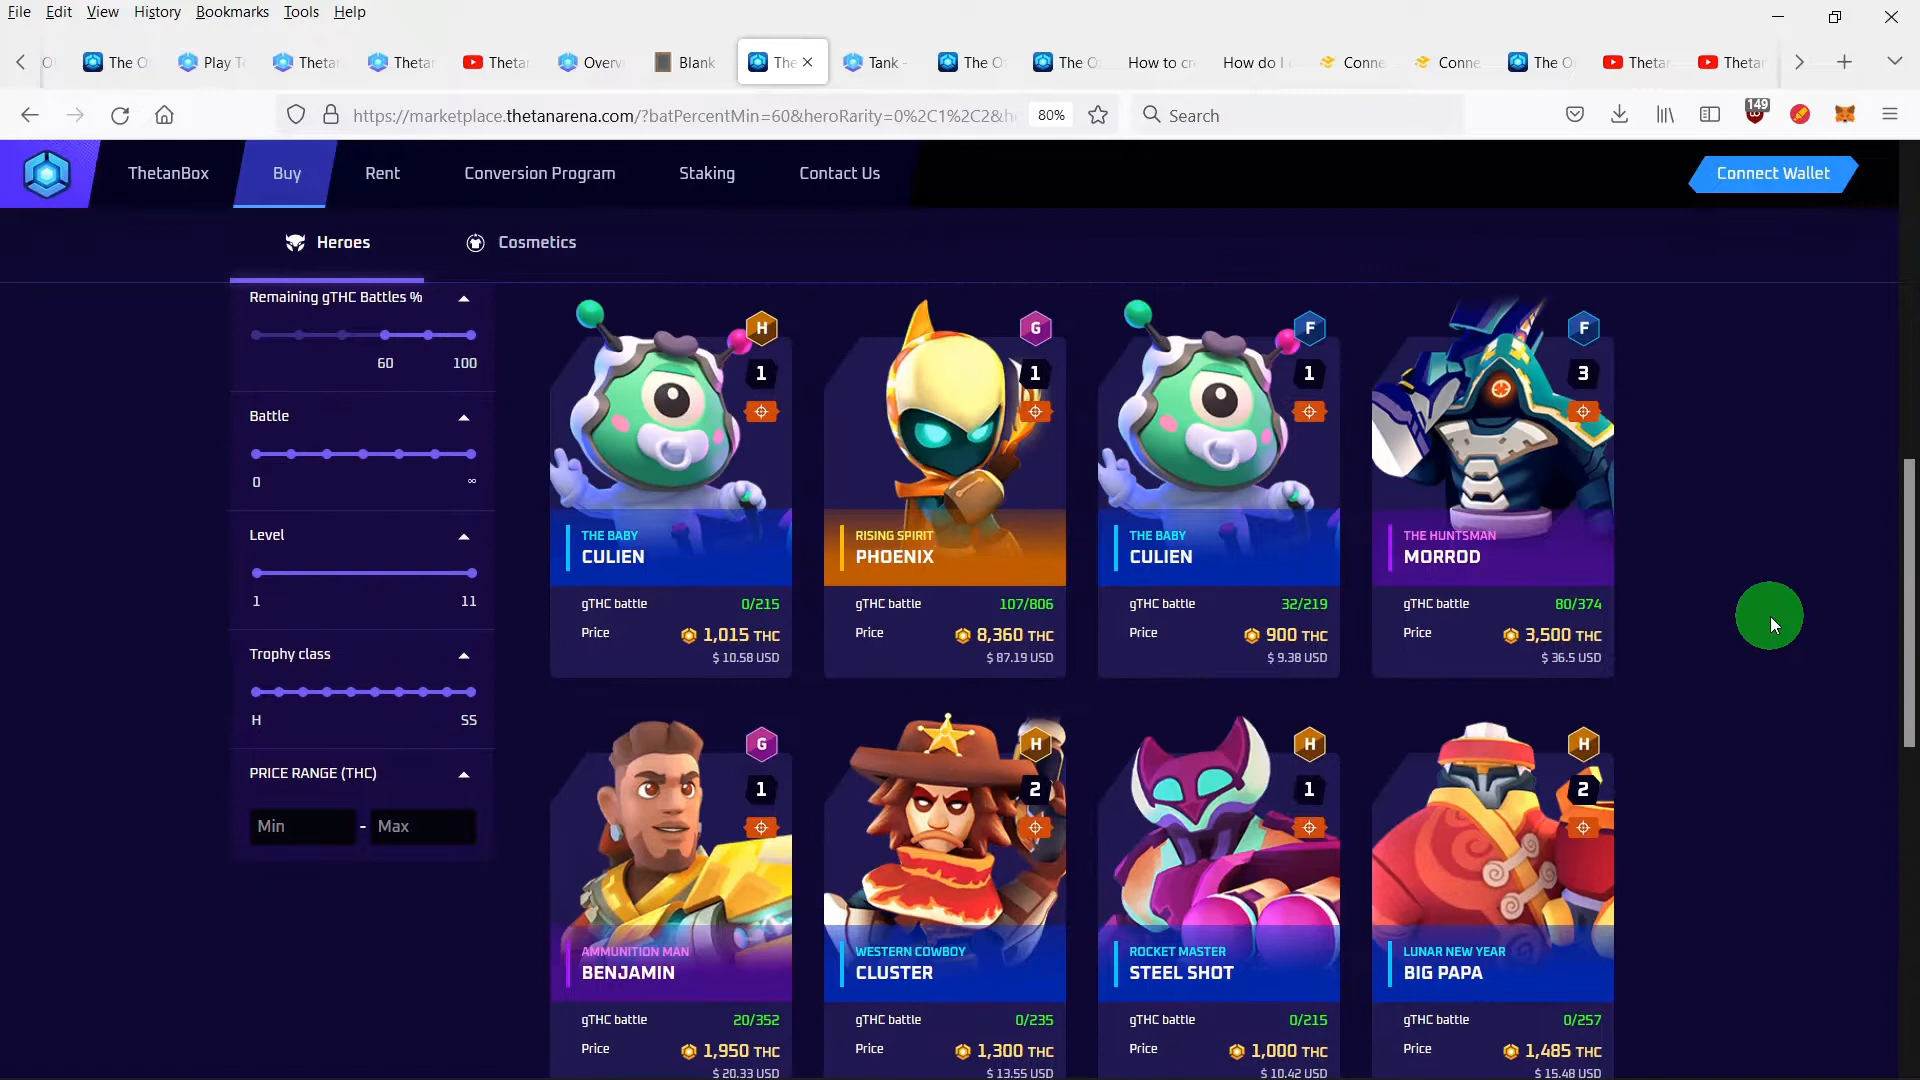 File Edit View History Bookmarks Tools Help
The O Play T Theta Theta Theta Overv Blank The Tank - The O The O How to cr How do I Conne Conne The O Theta Theta
https://marketplace.thetanarena.com/?batPercentMin=60&heroRarity=0%2C1%2C2&h 80% Search 149
ThetanBox Buy Rent Conversion Program Staking Contact Us Connect Wallet
Heroes Cosmetics
Remaining gTHC Battles %
60 100
Battle
0 ∞
Level
1 11
Trophy class
H SS
PRICE RANGE (THC)
Min - Max
H G F F
1 1 1 3
THE BABY RISING SPIRIT THE BABY THE HUNTSMAN
CULIEN PHOENIX CULIEN MORROD
gTHC battle 0/215 gTHC battle 107/806 gTHC battle 32/219 gTHC battle 80/374
Price 1,015 THC Price 8,360 THC Price 900 THC Price 3,500 THC
$ 10.58 USD $ 87.19 USD $ 9.38 USD $ 36.5 USD
G H H H
1 2 1 2
AMMUNITION MAN WESTERN COWBOY ROCKET MASTER LUNAR NEW YEAR
BENJAMIN CLUSTER STEEL SHOT BIG PAPA
gTHC battle 20/352 gTHC battle 0/235 gTHC battle 0/215 gTHC battle 0/257
Price 1,950 THC Price 1,300 THC Price 1,000 THC Price 1,485 THC
$ 20.33 USD $ 13.55 USD $ 10.42 USD $ 15.48 USD